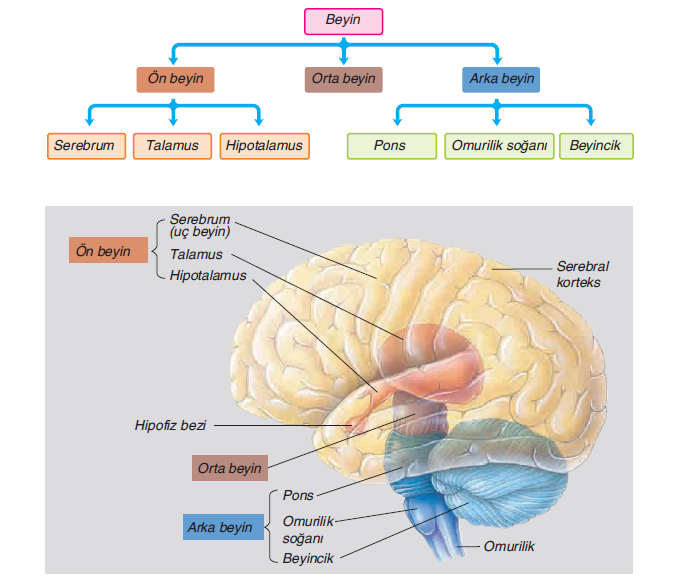 Beyin
Ön beyin
Orta beyin
Arka beyin
Serebrum
Talamus
Hipotalamus
Pons
Omurilik soğanı
Beyincik
Serebrum
(uç beyin)
Ön beyin
Talamus
Hipotalamus
Serebral
korteks
Hipofiz bezi
Orta beyin
Pons
Arka beyin
Omurilik
soğanı
Beyincik
Omurilik